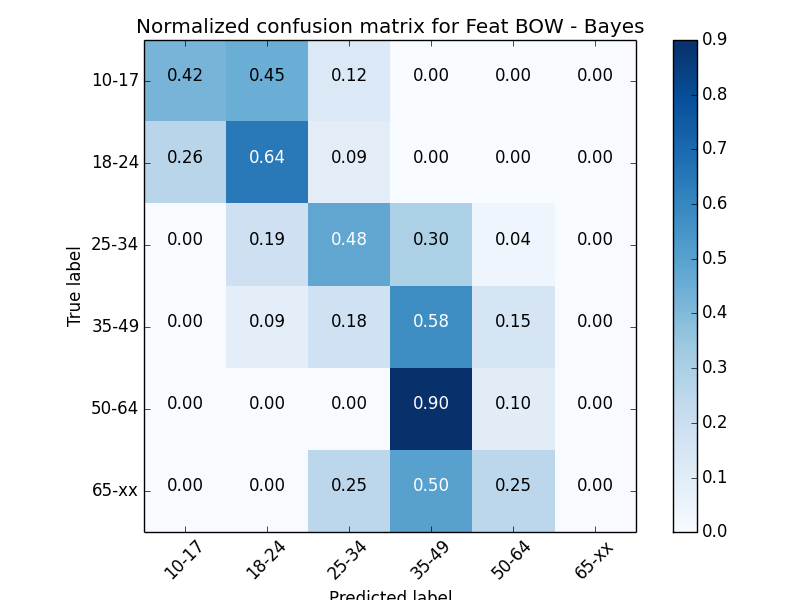 Normalized confusion matrix for Feat BOW - Bayes
True label
10-17 0.42 0.45 0.12 0.00 0.00 0.00
18-24 0.26 0.64 0.09 0.00 0.00 0.00
25-34 0.00 0.19 0.48 0.30 0.04 0.00
35-49 0.00 0.09 0.18 0.58 0.15 0.00
50-64 0.00 0.00 0.00 0.90 0.10 0.00
65-xx 0.00 0.00 0.25 0.50 0.25 0.00
10-17 18-24 25-34 35-49 50-64 65-xx
Predicted label
0.9
0.8
0.7
0.6
0.5
0.4
0.3
0.2
0.1
0.0